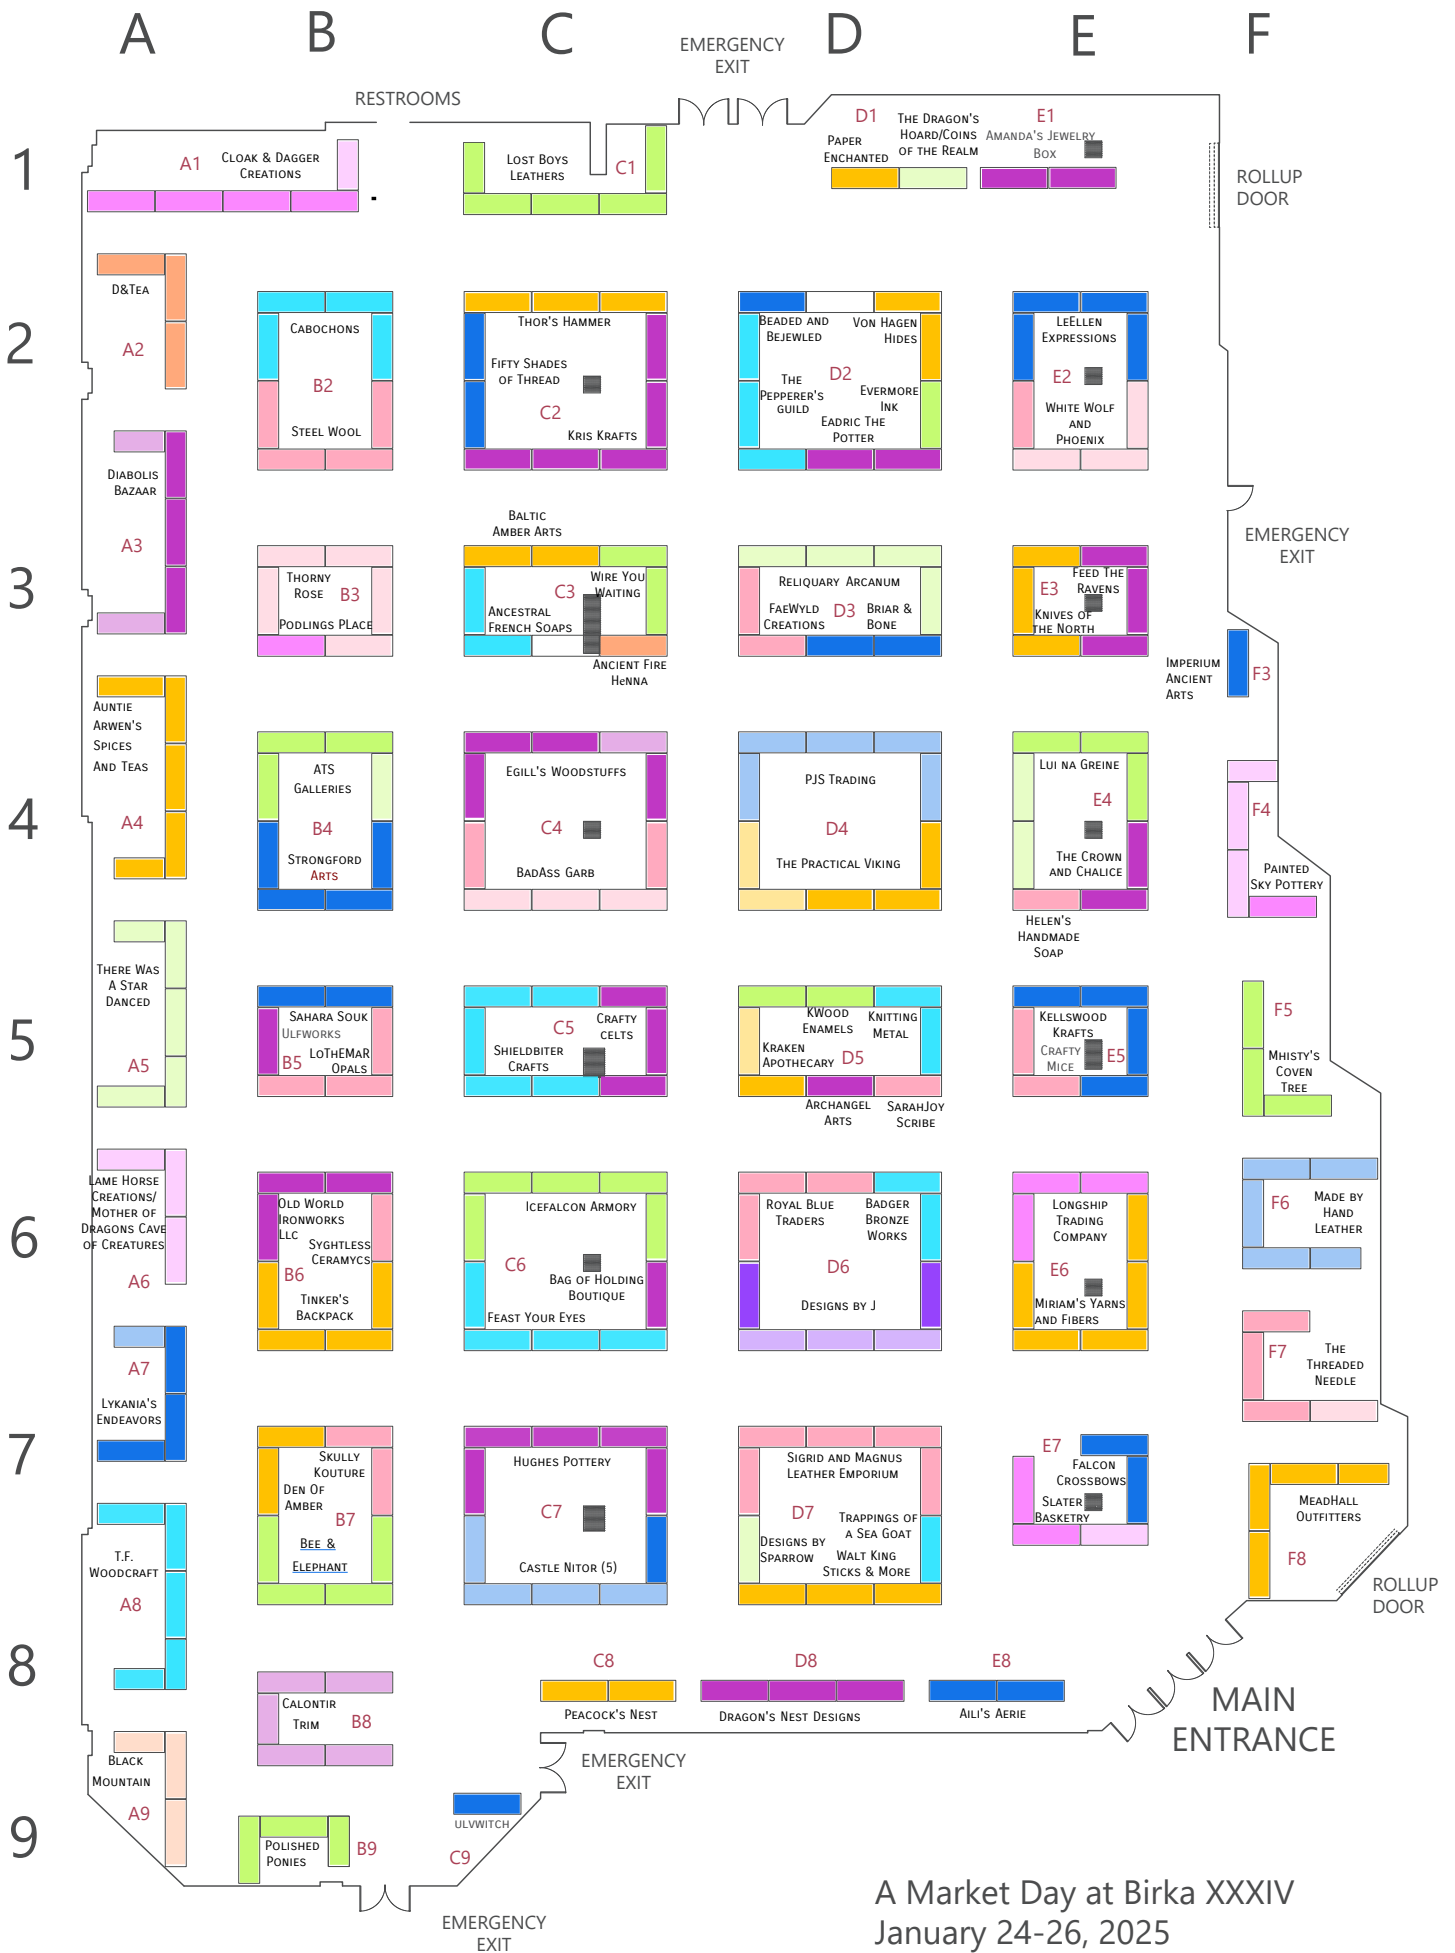 A
B
C
D
E
F
EMERGENCY
EXIT
RESTROOMS
1
A1
Cloak & Dagger
Creations
Lost Boys
Leathers
C1
D1
Paper
Enchanted
The Dragon's
Hoard/Coins
of the Realm
E1
Amanda's Jewelry
Box
ROLLUP
DOOR
2
D&Tea
A2
Cabochons
B2
Steel Wool
Thor's Hammer
Fifty Shades
of Thread
C2
Kris Krafts
Beaded and
Bejewled
Von Hagen
Hides
D2
The
Pepperer's
guild
Evermore
Ink
Eadric The
Potter
LeEllen
Expressions
E2
White Wolf
and
Phoenix
EMERGENCY
EXIT
3
Diabolis
Bazaar
A3
Thorny
Rose
B3
Podlings Place
Baltic
Amber Arts
C3
Wire You
Waiting
Ancestral
French Soaps
Ancient Fire
Henna
Reliquary Arcanum
FaeWyld
Creations
D3
Briar &
Bone
E3
Feed The
Ravens
Knives of
the North
Imperium
Ancient
Arts
F3
4
Auntie
Arwen's
Spices
And Teas
A4
ATS
Galleries
B4
Strongford
Arts
Egill's Woodstuffs
C4
BadAss Garb
PJS Trading
D4
The Practical Viking
Lui na Greine
E4
The Crown
and Chalice
Helen's
Handmade
Soap
F4
Painted
Sky Pottery
5
There Was
A Star
Danced
A5
Sahara Souk
Ulfworks
B5
LoThEMaR
Opals
C5
Crafty
celts
Shieldbiter
Crafts
KWood
Enamels
Knitting
Metal
Kraken
Apothecary
D5
Archangel
Arts
SarahJoy
Scribe
Kellswood
Krafts
Crafty
Mice
E5
F5
Mhisty's
Coven
Tree
6
Lame Horse
Creations/
Mother of
Dragons Cave
of Creatures
A6
Old World
Ironworks
Llc
Syghtless
Ceramycs
B6
Tinker's
Backpack
Icefalcon Armory
C6
Bag of Holding
Boutique
Feast Your Eyes
Royal Blue
Traders
Badger
Bronze
Works
D6
Designs by J
Longship
Trading
Company
E6
Miriam's Yarns
and Fibers
F6
Made by
Hand
Leather
7
A7
Lykania's
Endeavors
Skully
Kouture
Den Of
Amber
B7
Bee &
Elephant
Hughes Pottery
C7
Castle Nitor (5)
Sigrid and Magnus
Leather Emporium
D7
Trappings of
a Sea Goat
Designs by
Sparrow
Walt King
Sticks & More
E7
Falcon
Crossbows
Slater
Basketry
F7
The
Threaded
Needle
MeadHall
Outfitters
F8
ROLLUP
DOOR
8
T.F.
Woodcraft
A8
Calontir
Trim
B8
C8
Peacock's Nest
D8
Dragon's Nest Designs
E8
Aili's Aerie
MAIN
ENTRANCE
EMERGENCY
EXIT
9
Black
Mountain
A9
Polished
Ponies
B9
ulvwitch
C9
EMERGENCY
EXIT
A Market Day at Birka XXXIV
January 24-26, 2025